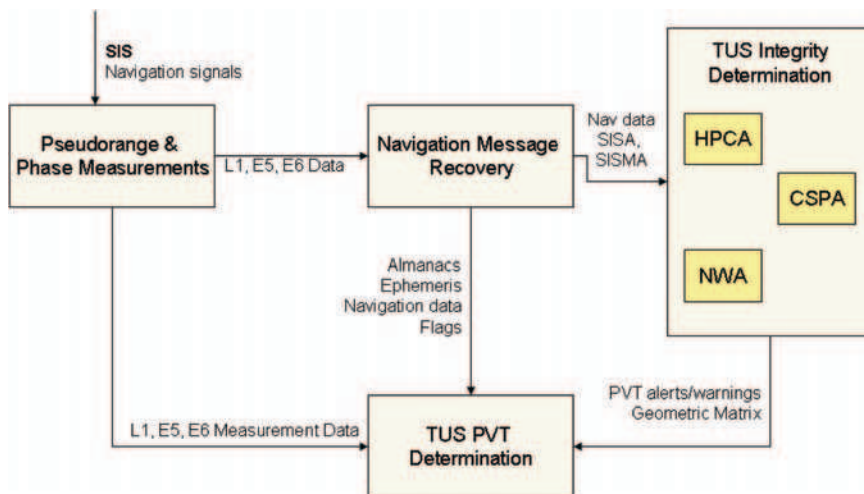 SIS
Navigation signals
TUS Integrity
Determination
Pseudorange &
Phase Measurements
L1, E5, E6 Data
Navigation Message
Recovery
Nav data
SISA,
SISMA
HPCA
CSPA
NWA
Almanacs
Ephemeris
Navigation data
Flags
PVT alerts/warnings
Geometric Matrix
L1, E5, E6 Measurement Data
TUS PVT
Determination